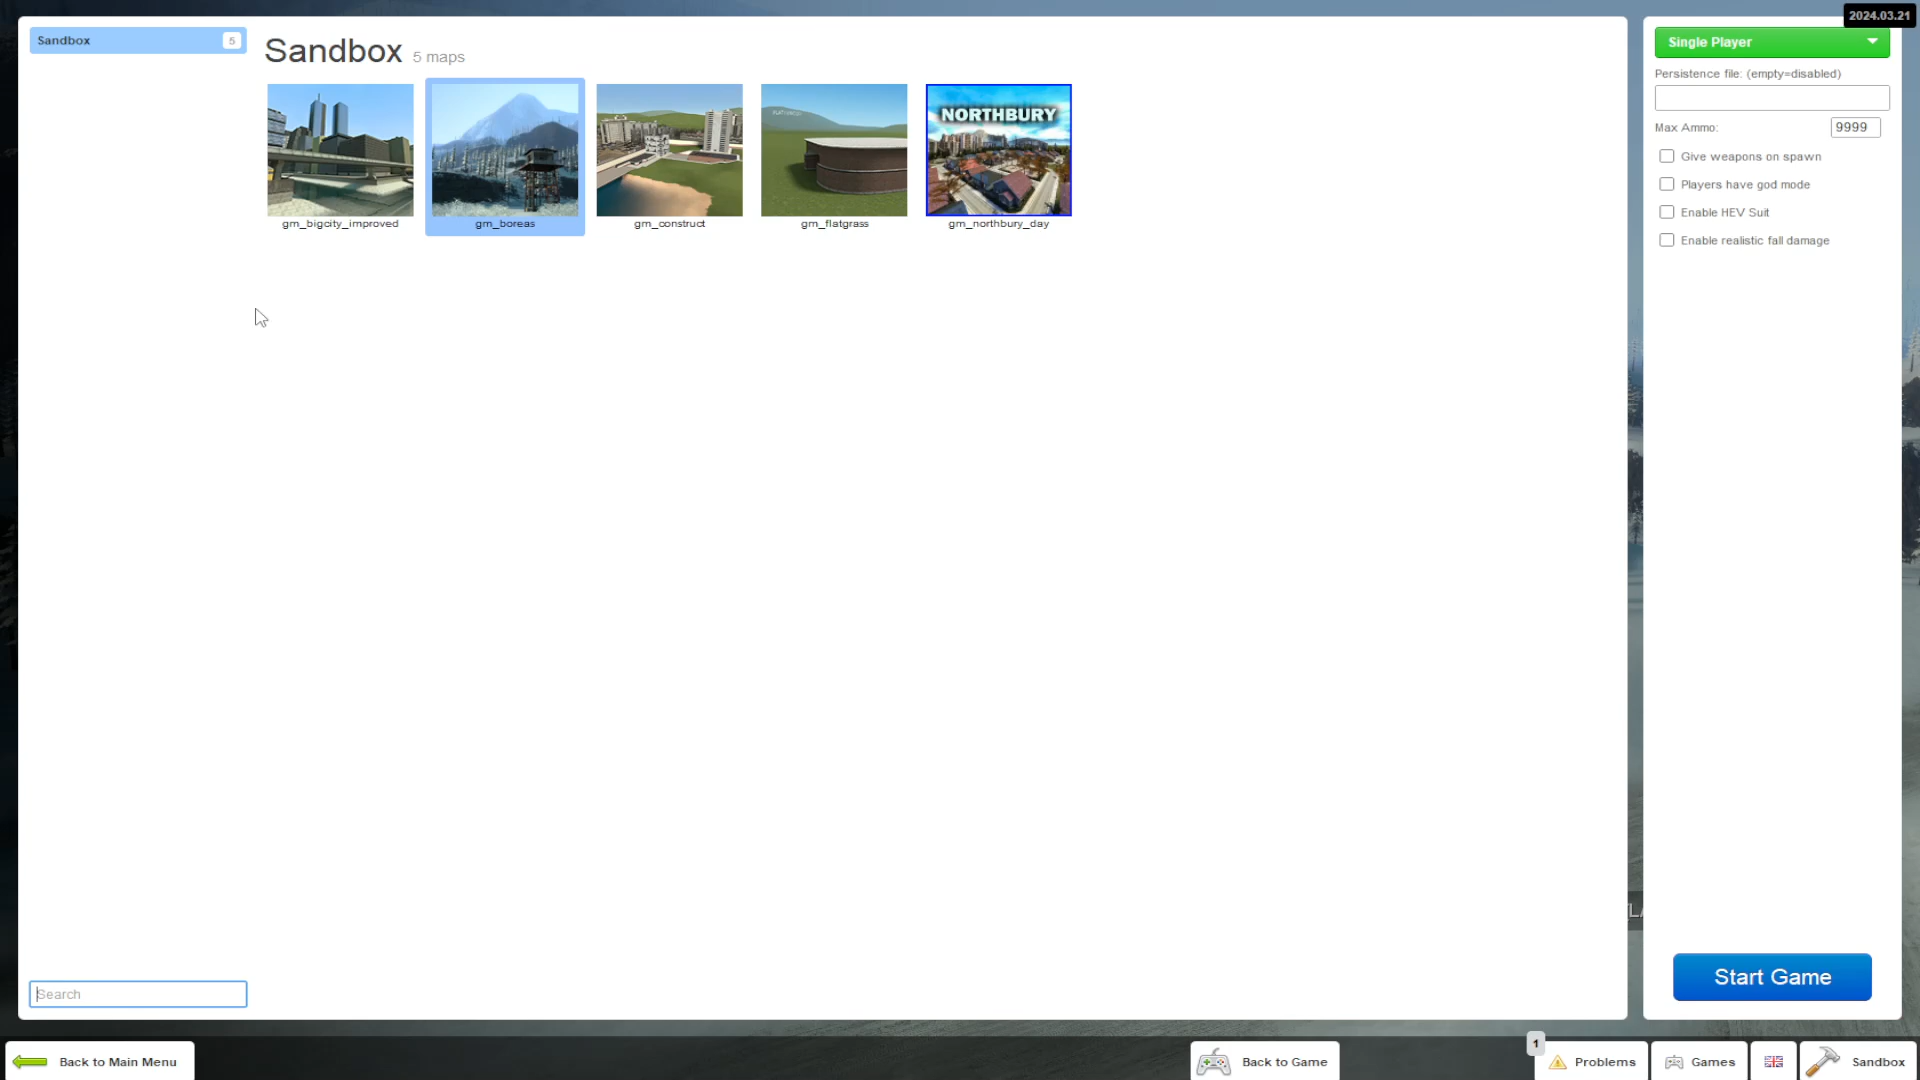 2024.03.21
Sandbox 5
Sandbox 5 maps
NORTHBURY
gm_bigcity_improved
gm_boreas
gm_construct
gm_flatgrass
gm_northbury_day
Search
Single Player
Persistence file: (empty=disabled)
Max Ammo: 9999
Give weapons on spawn
Players have god mode
Enable HEV Suit
Enable realistic fall damage
Start Game
Back to Main Menu
Back to Game
1
Problems
Games
Sandbox